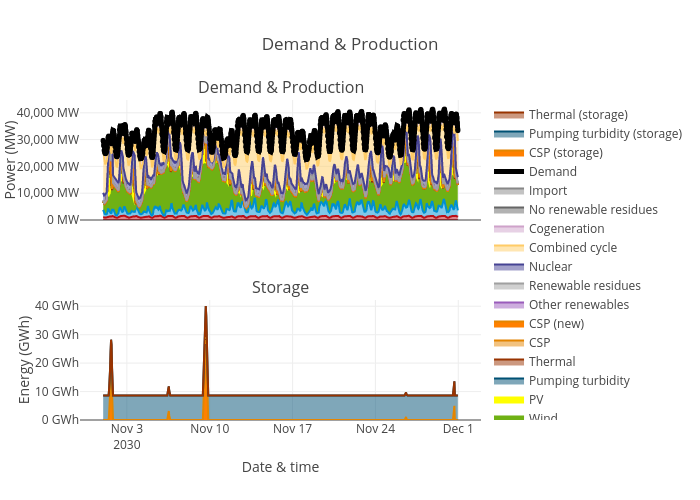 Demand & Production
Demand & Production
40,000 MW
30,000 MW
20,000 MW
10,000 MW
0 MW
Power (MW)
Storage
40 GWh
30 GWh
20 GWh
10 GWh
0 GWh
Energy (GWh)
Nov 3
2030
Nov 10
Nov 17
Nov 24
Dec 1
Date & time
Thermal (storage)
Pumping turbidity (storage)
CSP (storage)
Demand
Import
No renewable residues
Cogeneration
Combined cycle
Nuclear
Renewable residues
Other renewables
CSP (new)
CSP
Thermal
Pumping turbidity
PV
Wind